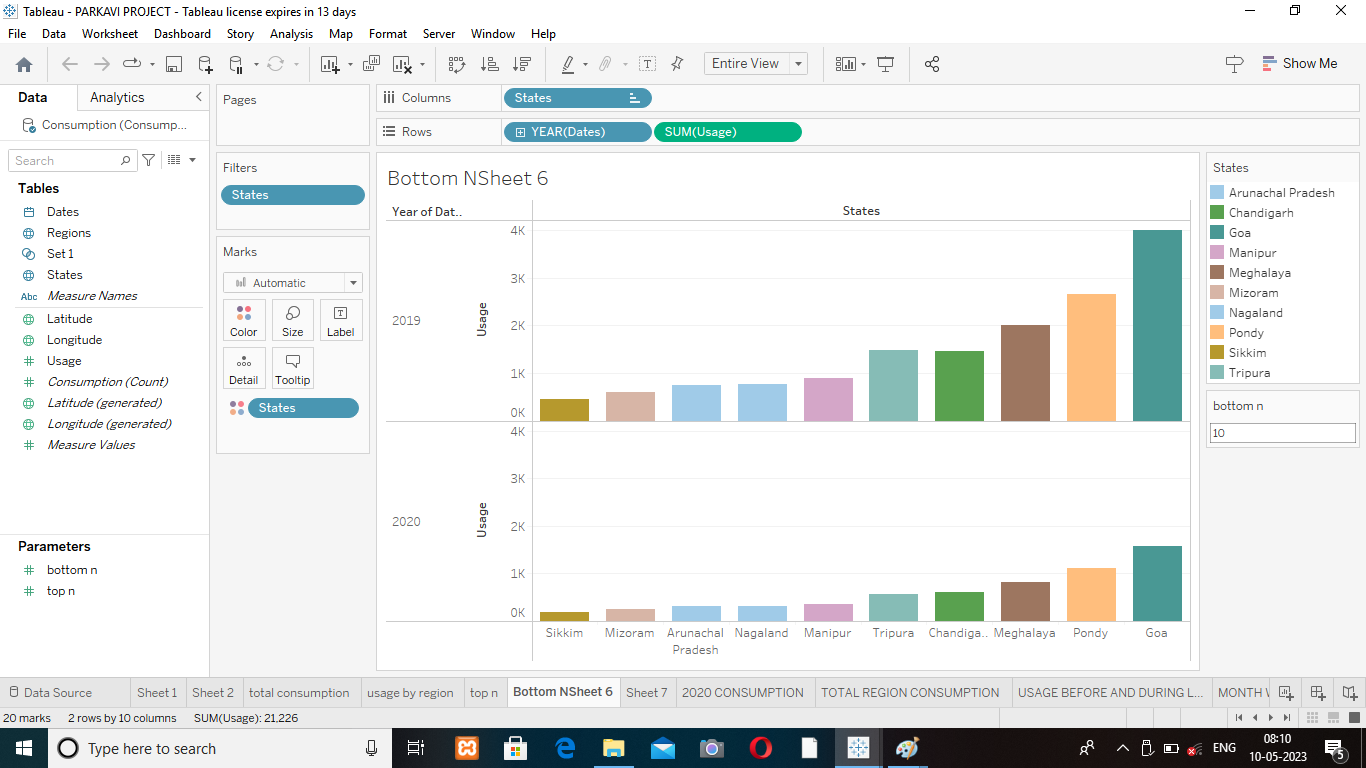 Tableau - PARKAVI PROJECT - Tableau license expires in 13 days
File Data Worksheet Dashboard Story Analysis Map Format Server Window Help
Entire View
Show Me
Data Analytics
Consumption (Consump...
Search
Tables
Dates
Regions
Set 1
States
Abc Measure Names
Latitude
Longitude
Usage
Consumption (Count)
Latitude (generated)
Longitude (generated)
Measure Values
Parameters
bottom n
top n
Pages
Filters
States
Marks
Automatic
Color Size Label
Detail Tooltip
States
Columns States
Rows YEAR(Dates) SUM(Usage)
Bottom NSheet 6
Year of Dat.. States
2019
Usage
4K
3K
2K
1K
0K
2020
Usage
4K
3K
2K
1K
0K
Sikkim Mizoram Arunachal Pradesh Nagaland Manipur Tripura Chandiga.. Meghalaya Pondy Goa
States
Arunachal Pradesh
Chandigarh
Goa
Manipur
Meghalaya
Mizoram
Nagaland
Pondy
Sikkim
Tripura
bottom n
10
Data Source Sheet 1 Sheet 2 total consumption usage by region top n Bottom NSheet 6 Sheet 7 2020 CONSUMPTION TOTAL REGION CONSUMPTION USAGE BEFORE AND DURING L... MONTH
20 marks 2 rows by 10 columns SUM(Usage): 21,226
Type here to search
ENG
08:10
10-05-2023
5